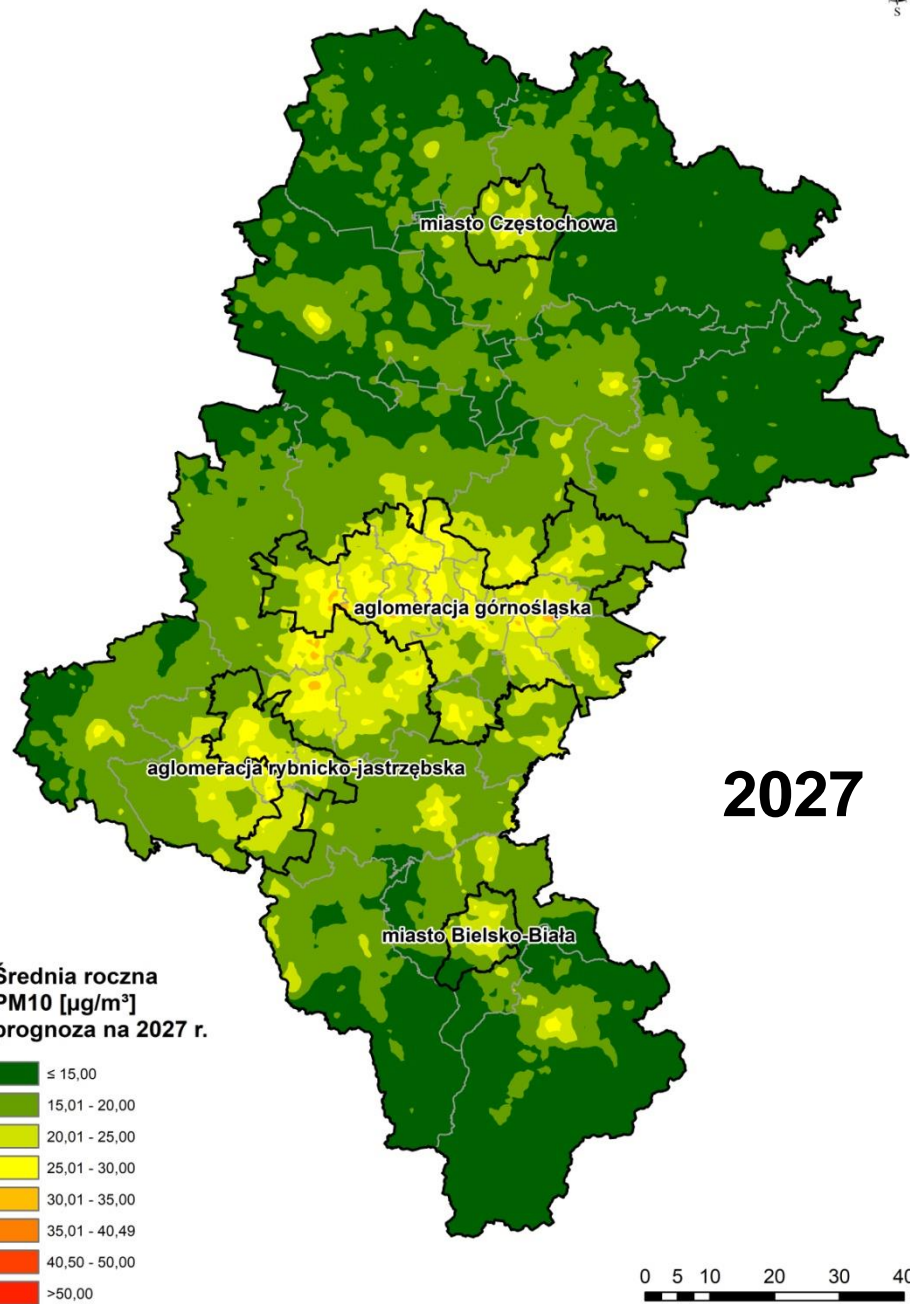 S
miasto Częstochowa
aglomeracja górnośląska
aglomeracja rybnicko-jastrzębska
2027
miasto Bielsko-Biała
Średnia roczna
PM10 [µg/m³]
prognoza na 2027 r.
≤ 15,00
15,01 - 20,00
20,01 - 25,00
25,01 - 30,00
30,01 - 35,00
35,01 - 40,49
40,50 - 50,00
>50,00
0 5 10 20 30 40